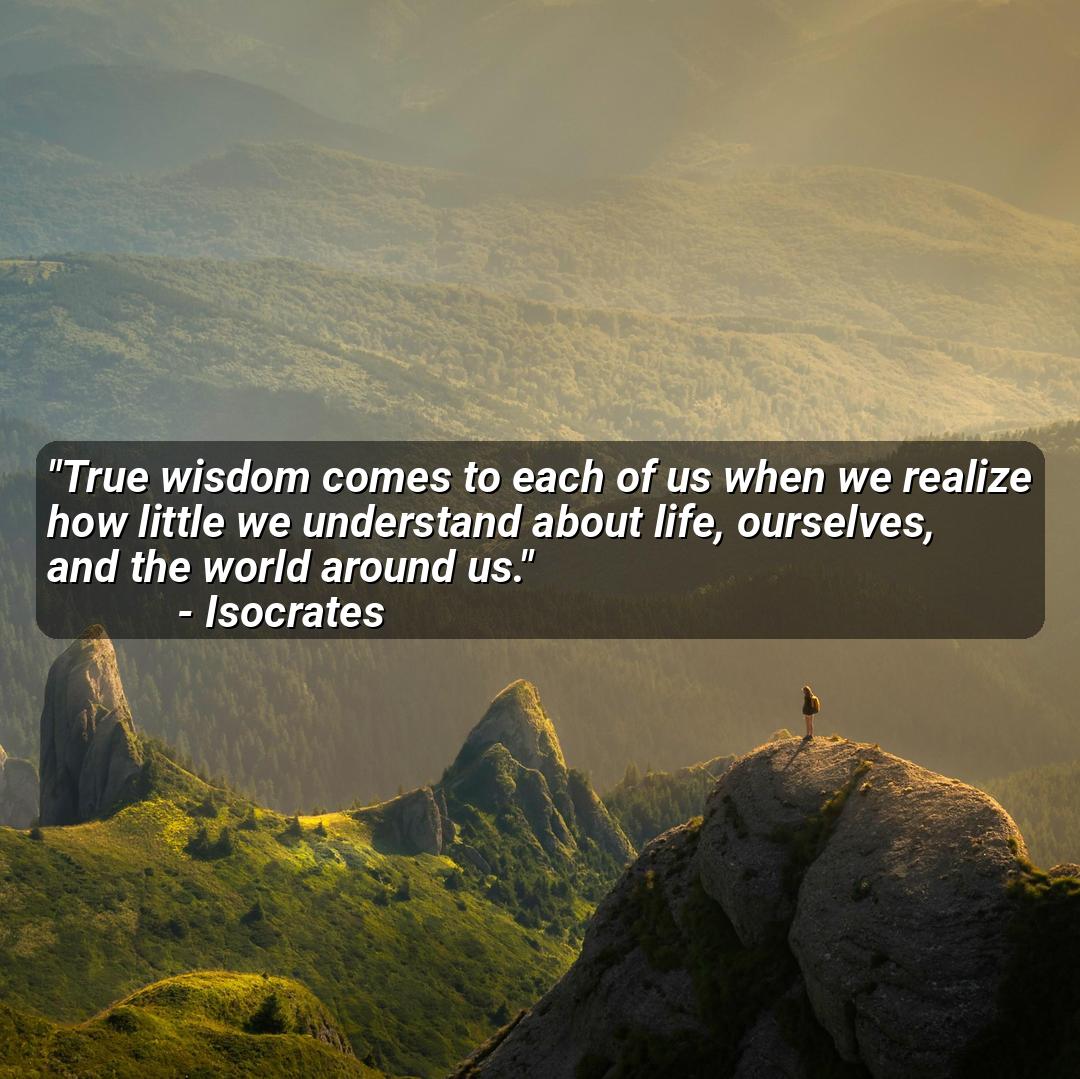 "True wisdom comes to each of us when we realize
how little we understand about life, ourselves,
and the world around us."
- Isocrates